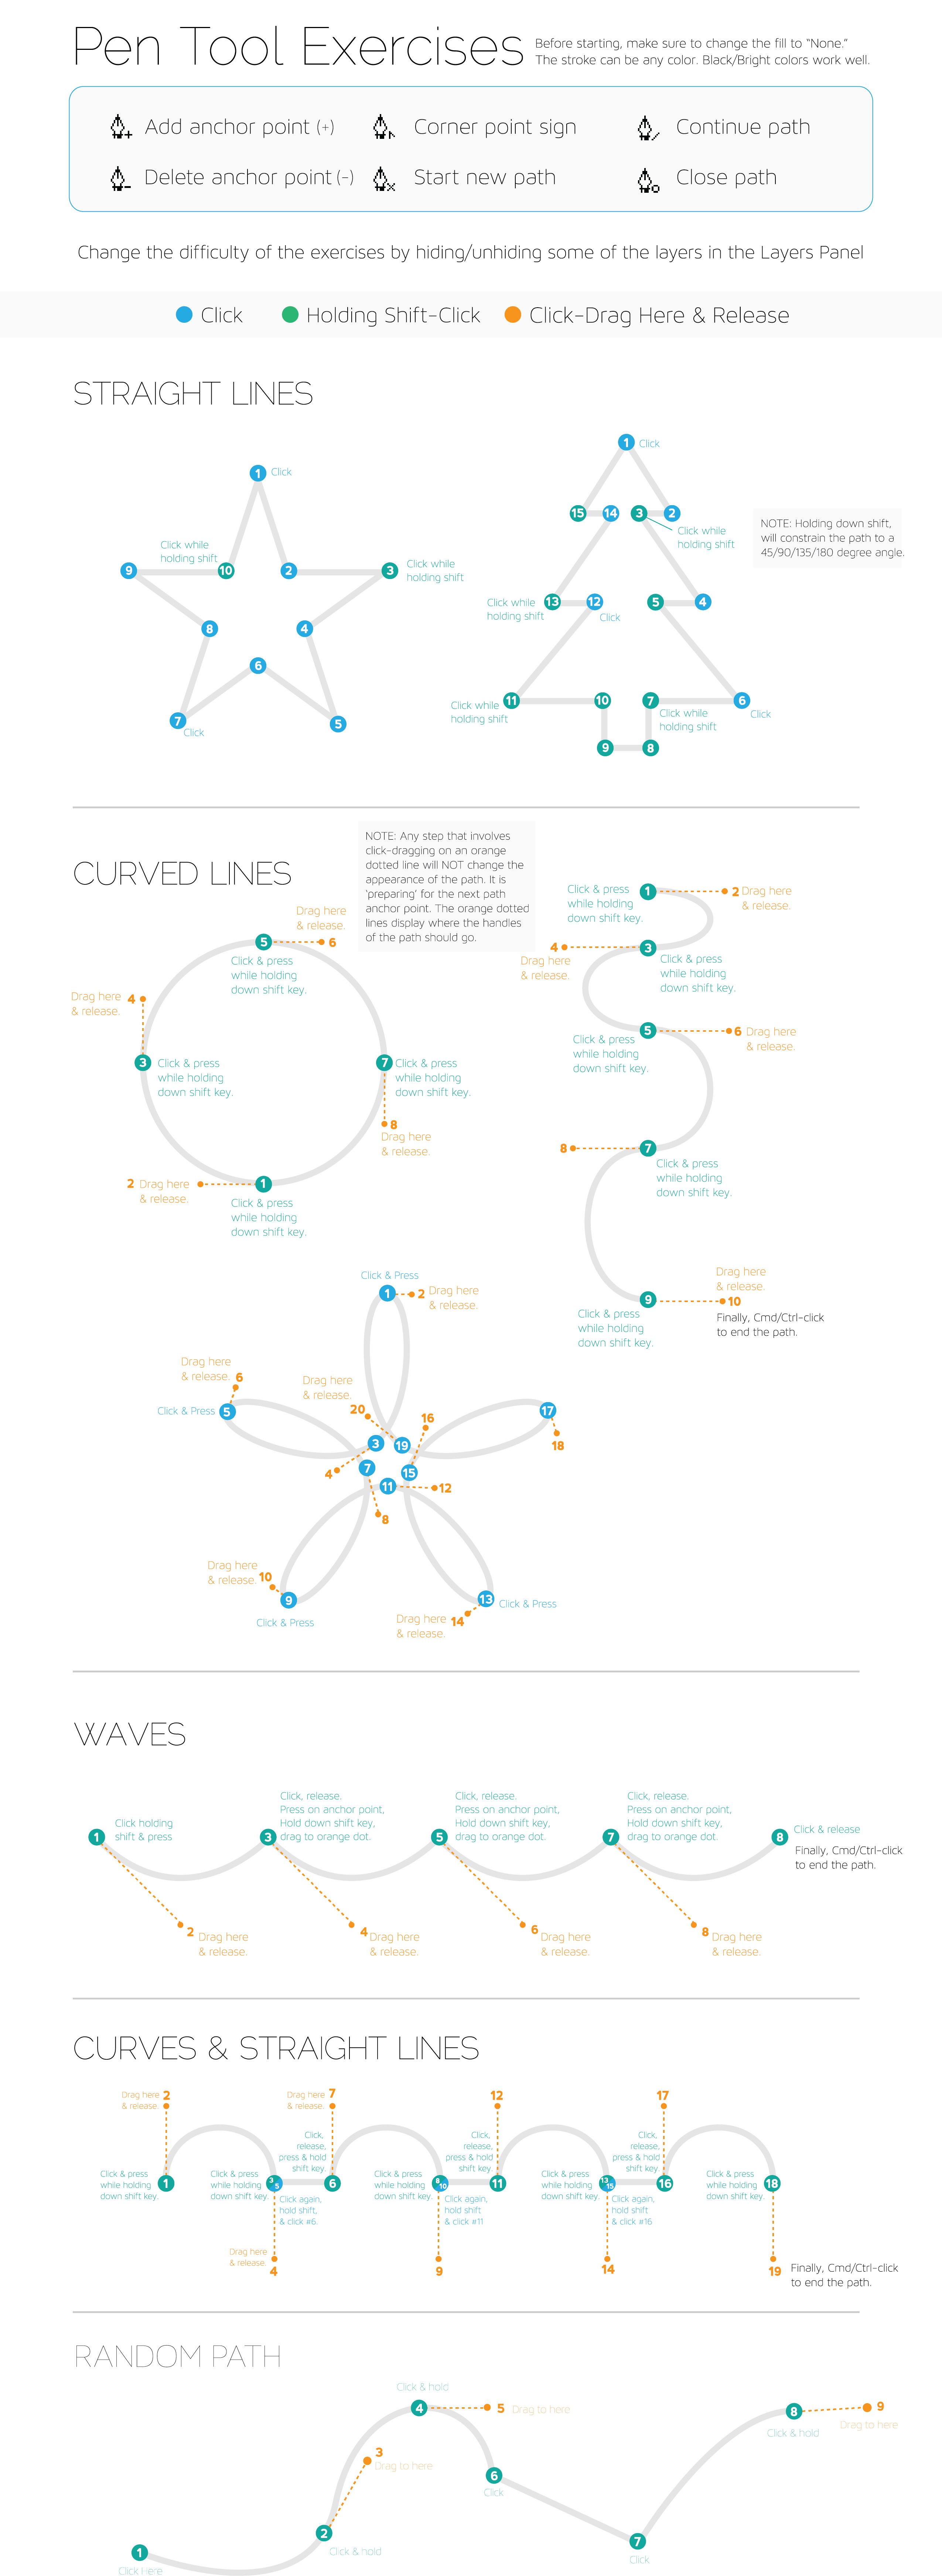 Pen Tool Exercises
Before starting, make sure to change the fill to “None.”
The stroke can be any color. Black/Bright colors work well.
Add anchor point (+)
Corner point sign
Continue path
Delete anchor point (-)
Start new path
Close path
Change the difficulty of the exercises by hiding/unhiding some of the layers in the Layers Panel
Click
Holding Shift-Click
Click-Drag Here & Release
STRAIGHT LINES
1 Click
Click while
holding shift
9
10
2
3
Click while
holding shift
8
4
6
7
Click
5
1 Click
15
14
3
2
Click while
holding shift
NOTE: Holding down shift,
will constrain the path to a
45/90/135/180 degree angle.
Click while
holding shift
13
12
Click
5
4
Click while
holding shift
11
10
7
6
Click while
holding shift
Click
9
8
CURVED LINES
NOTE: Any step that involves
click-dragging on an orange
dotted line will NOT change the
appearance of the path. It is
‘preparing’ for the next path
anchor point. The orange dotted
lines display where the handles
of the path should go.
Drag here
& release.
5
6
Click & press
while holding
down shift key.
Drag here
& release.
4
3
Click & press
while holding
down shift key.
7
Click & press
while holding
down shift key.
8
Drag here
& release.
2 Drag here
& release.
1
Click & press
while holding
down shift key.
Click & press
while holding
down shift key.
1
2 Drag here
& release.
4
Drag here
& release.
3
Click & press
while holding
down shift key.
5
Click & press
while holding
down shift key.
6 Drag here
& release.
8
7
Click & press
while holding
down shift key.
Drag here
& release.
9
10
Click & press
while holding
down shift key.
Finally, Cmd/Ctrl-click
to end the path.
Click & Press
1
2 Drag here
& release.
Drag here
& release. 6
Click & Press 5
Drag here
& release.
20
16
17
18
3
19
4
7
15
11
12
8
Drag here
& release. 10
9
Click & Press
13 Click & Press
Drag here
& release. 14
WAVES
1
Click holding
shift & press
3
Click, release.
Press on anchor point,
Hold down shift key,
drag to orange dot.
5
Click, release.
Press on anchor point,
Hold down shift key,
drag to orange dot.
7
Click, release.
Press on anchor point,
Hold down shift key,
drag to orange dot.
8 Click & release
Finally, Cmd/Ctrl-click
to end the path.
2 Drag here
& release.
4 Drag here
& release.
6 Drag here
& release.
8 Drag here
& release.
CURVES & STRAIGHT LINES
Drag here
& release.
2
Drag here
& release.
7
12
17
Click,
release,
press & hold
shift key.
Click,
release,
press & hold
shift key.
Click,
release,
press & hold
shift key.
Click & press
while holding
down shift key.
1
Click & press
while holding
down shift key.
3
5
6
Click & press
while holding
down shift key.
8
10
11
Click & press
while holding
down shift key.
13
15
16
Click & press
while holding
down shift key.
18
Click again,
hold shift,
& click #6.
Click again,
hold shift
& click #11
Click again,
hold shift
& click #16
Drag here
& release.
4
9
14
19
Finally, Cmd/Ctrl-click
to end the path.
RANDOM PATH
Click & hold
4
5 Drag to here
8
9
Click & hold
Drag to here
3
Drag to here
6
Click
2
Click & hold
7
Click
1
Click Here